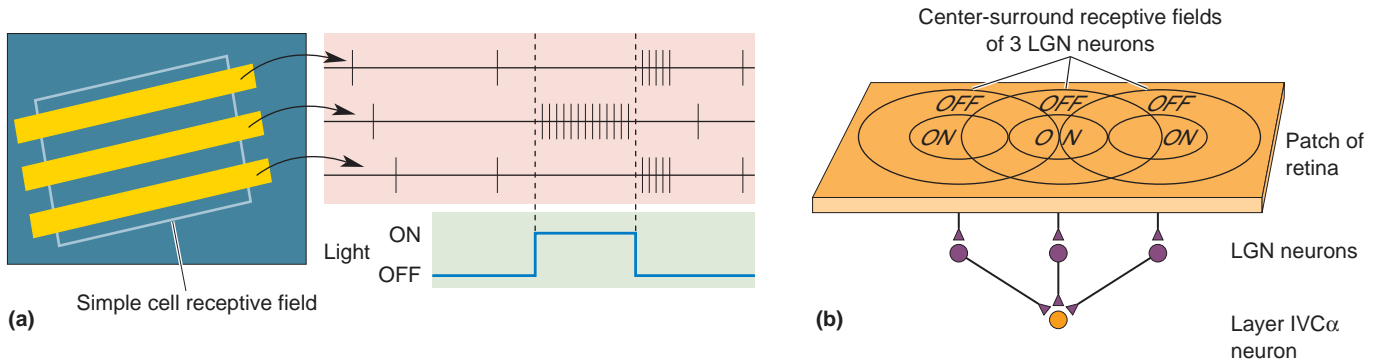 Light
ON
OFF
Simple cell receptive field
(a)
Center-surround receptive fields
of 3 LGN neurons
OFF OFF OFF
ON ON ON
Patch of
retina
LGN neurons
Layer IVCα
neuron
(b)